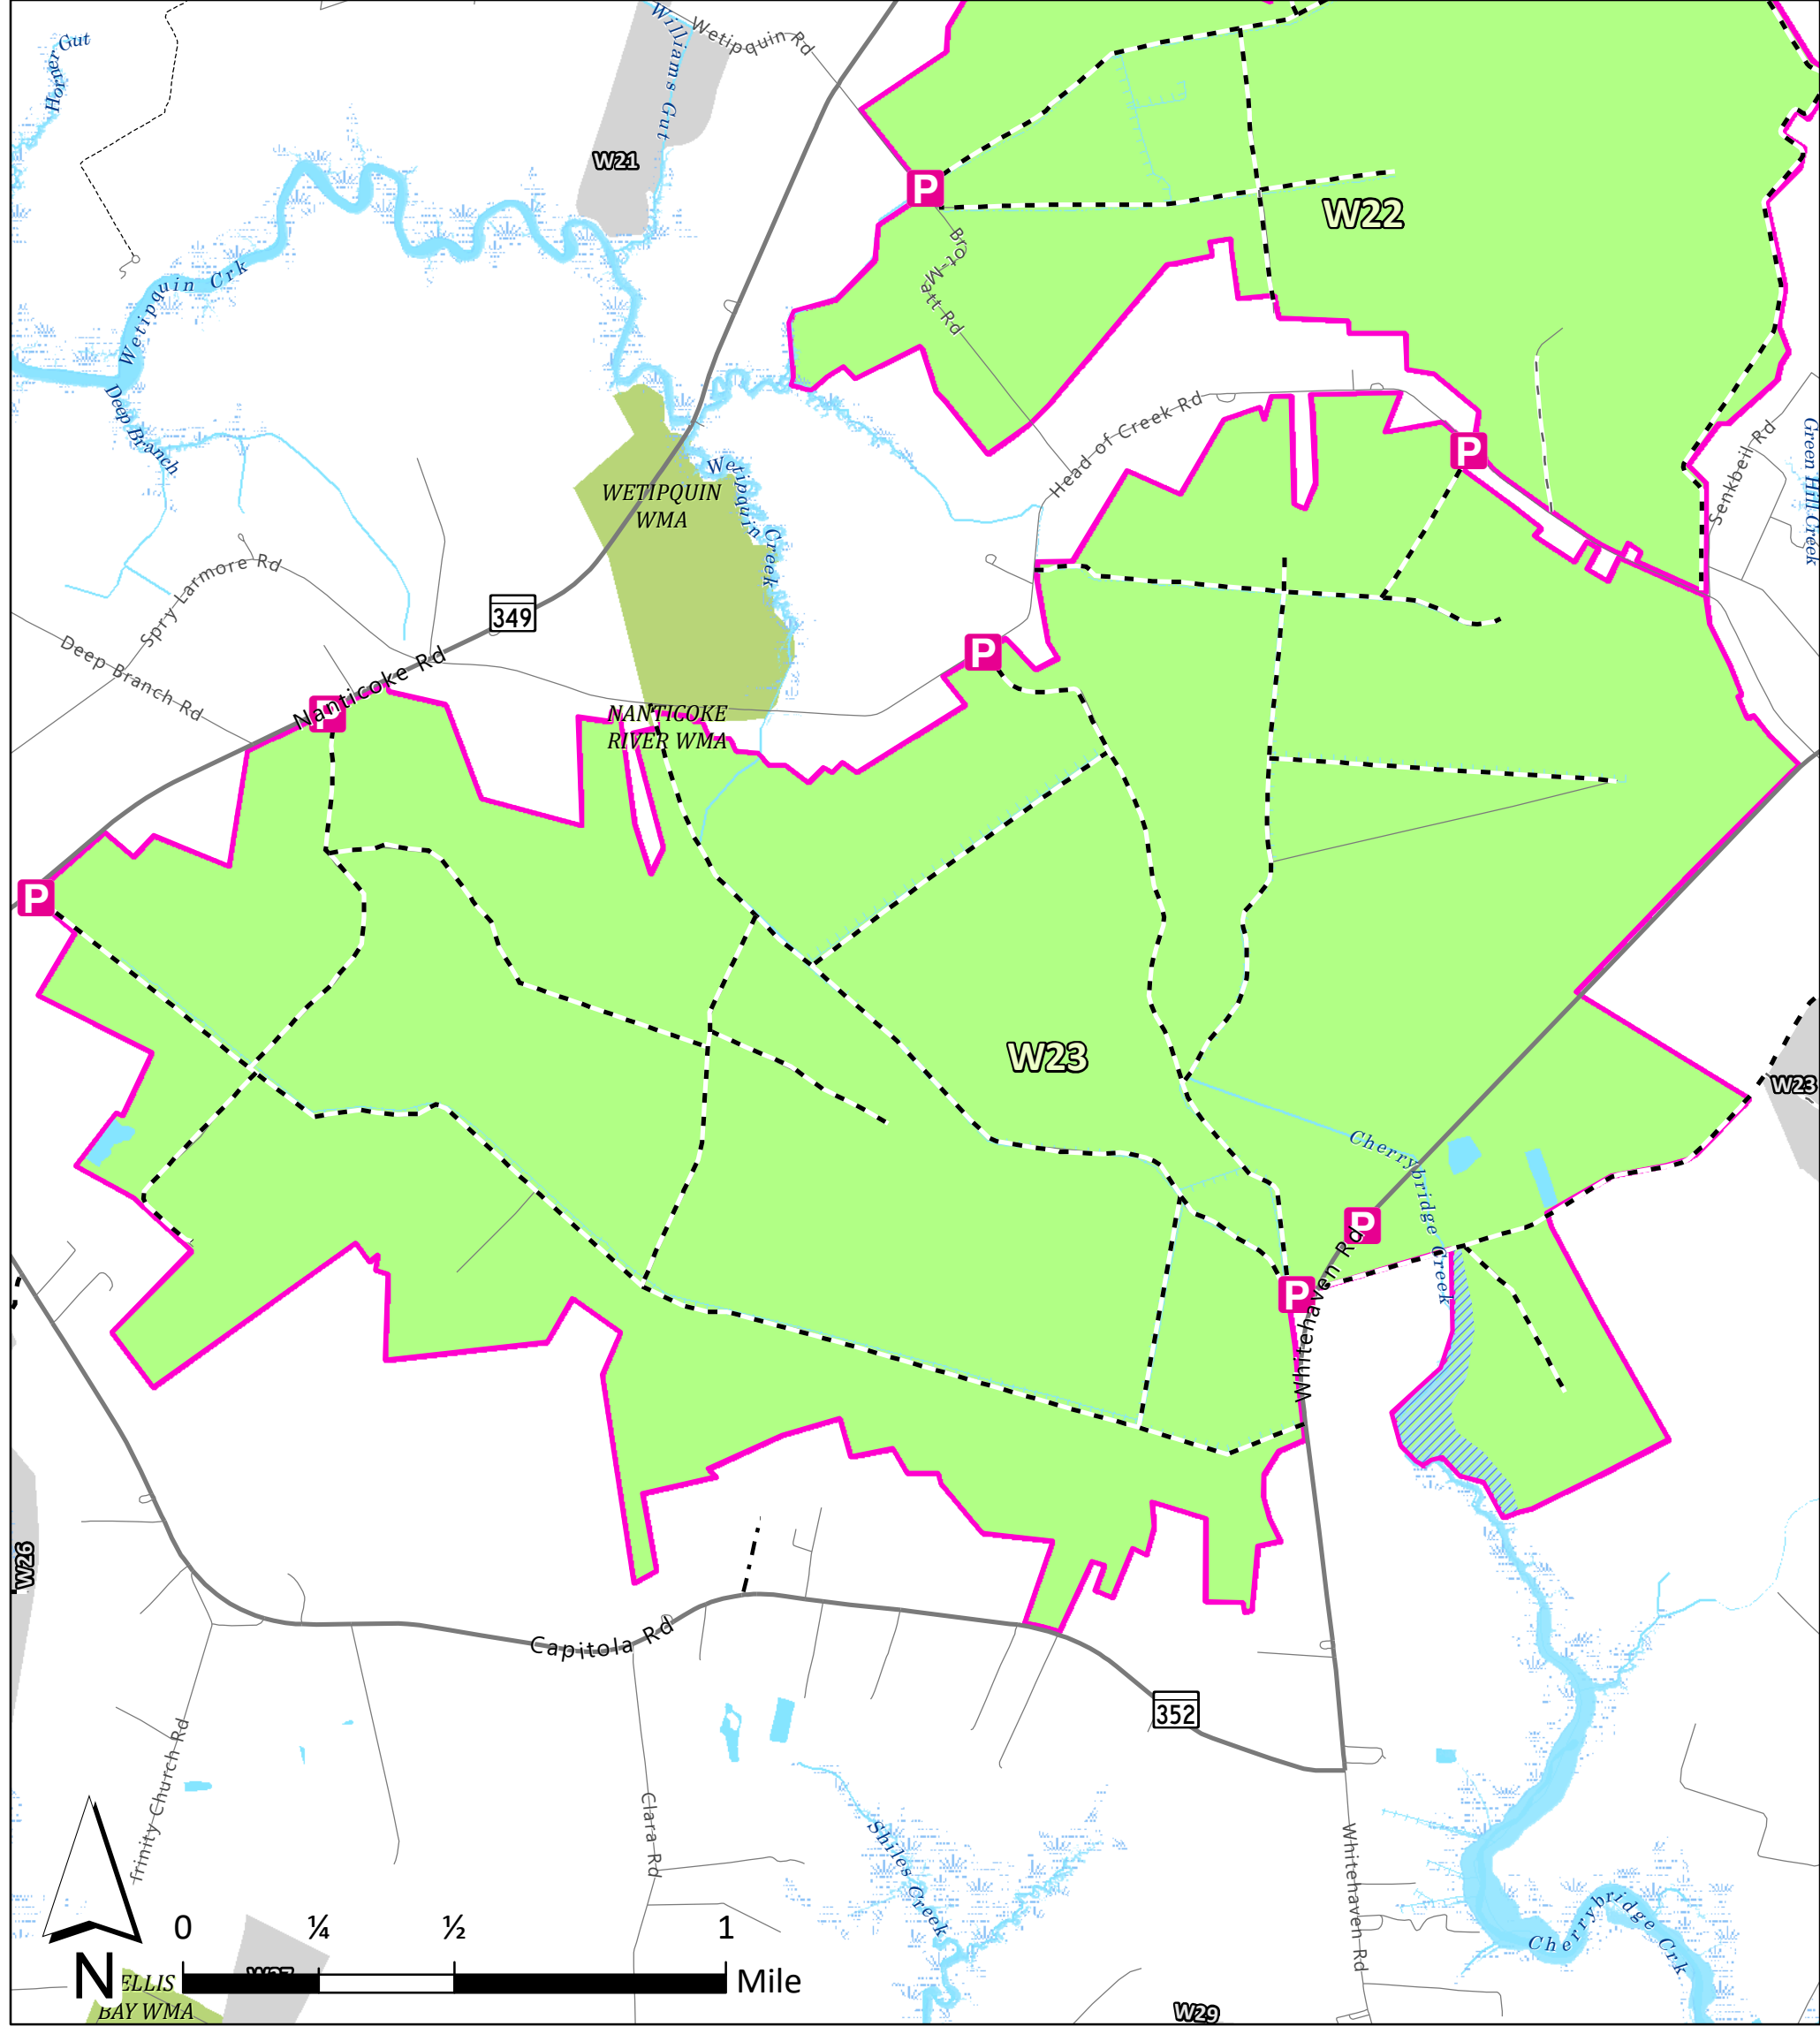 Horner Gut
Williams Gut
Wetipquin Rd
W21
P
W22
Brot-Matt Rd
Wetipquin Crk
Deep Branch
Head of Creek Rd
P
Senkbeil Rd
Green Hill Creek
WETIPQUIN
WMA
Wetipquin Creek
Spry Larmore Rd
349
Deep Branch Rd
Nanticoke Rd
P
P
NANTICOKE
RIVER WMA
P
W23
W23
Cherrybridge Creek
P
P
Whitehaven Rd
W26
Capitola Rd
352
Trinity Church Rd
Clara Rd
Shiles Creek
Whitehaven Rd
Cherrybridge Crk
0 ¼ ½ 1
Mile
N
W27
ELLIS
BAY WMA
W29